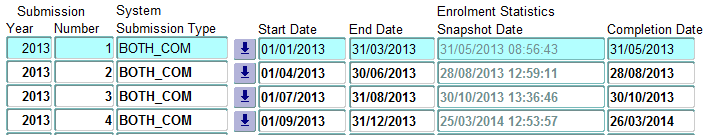 Submission System Enrolment Statistics
Year Number Submission Type Start Date End Date Snapshot Date Completion Date
2013 1 BOTH_COM 01/01/2013 31/03/2013 31/05/2013 08:56:43 31/05/2013
2013 2 BOTH_COM 01/04/2013 30/06/2013 28/08/2013 12:59:11 28/08/2013
2013 3 BOTH_COM 01/07/2013 31/08/2013 30/10/2013 13:36:46 30/10/2013
2013 4 BOTH_COM 01/09/2013 31/12/2013 25/03/2014 12:53:57 26/03/2014